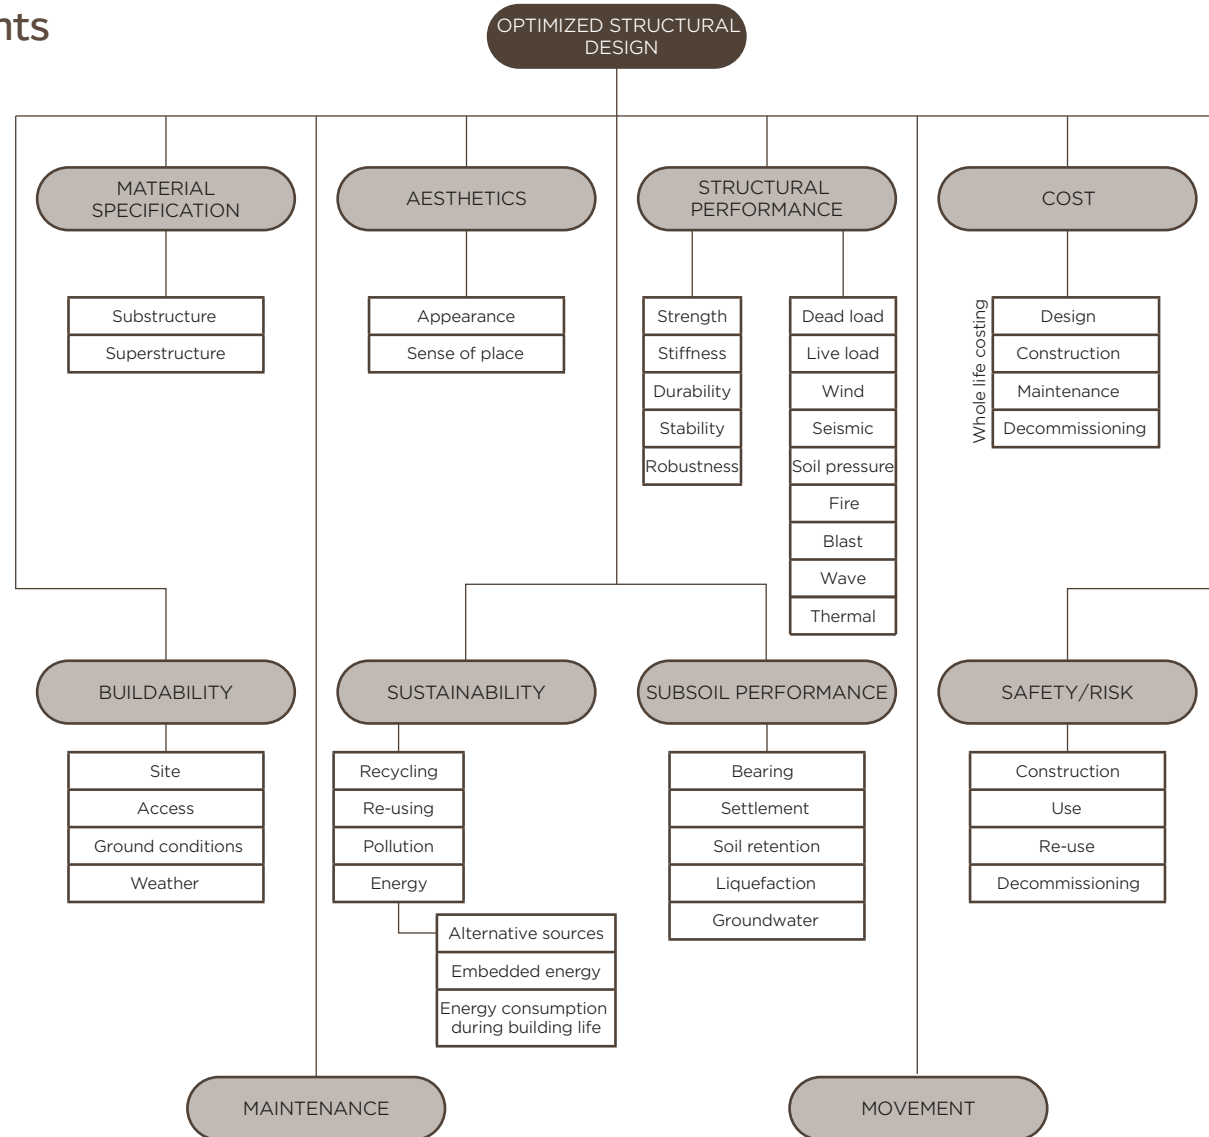 nts
OPTIMIZED STRUCTURAL
DESIGN
MATERIAL
SPECIFICATION
Substructure
Superstructure
AESTHETICS
Appearance
Sense of place
STRUCTURAL
PERFORMANCE
Strength
Stiffness
Durability
Stability
Robustness
Dead load
Live load
Wind
Seismic
Soil pressure
Fire
Blast
Wave
Thermal
COST
Whole life costing
Design
Construction
Maintenance
Decommissioning
BUILDABILITY
Site
Access
Ground conditions
Weather
SUSTAINABILITY
Recycling
Re-using
Pollution
Energy
Alternative sources
Embedded energy
Energy consumption
during building life
SUBSOIL PERFORMANCE
Bearing
Settlement
Soil retention
Liquefaction
Groundwater
SAFETY/RISK
Construction
Use
Re-use
Decommissioning
MAINTENANCE
MOVEMENT